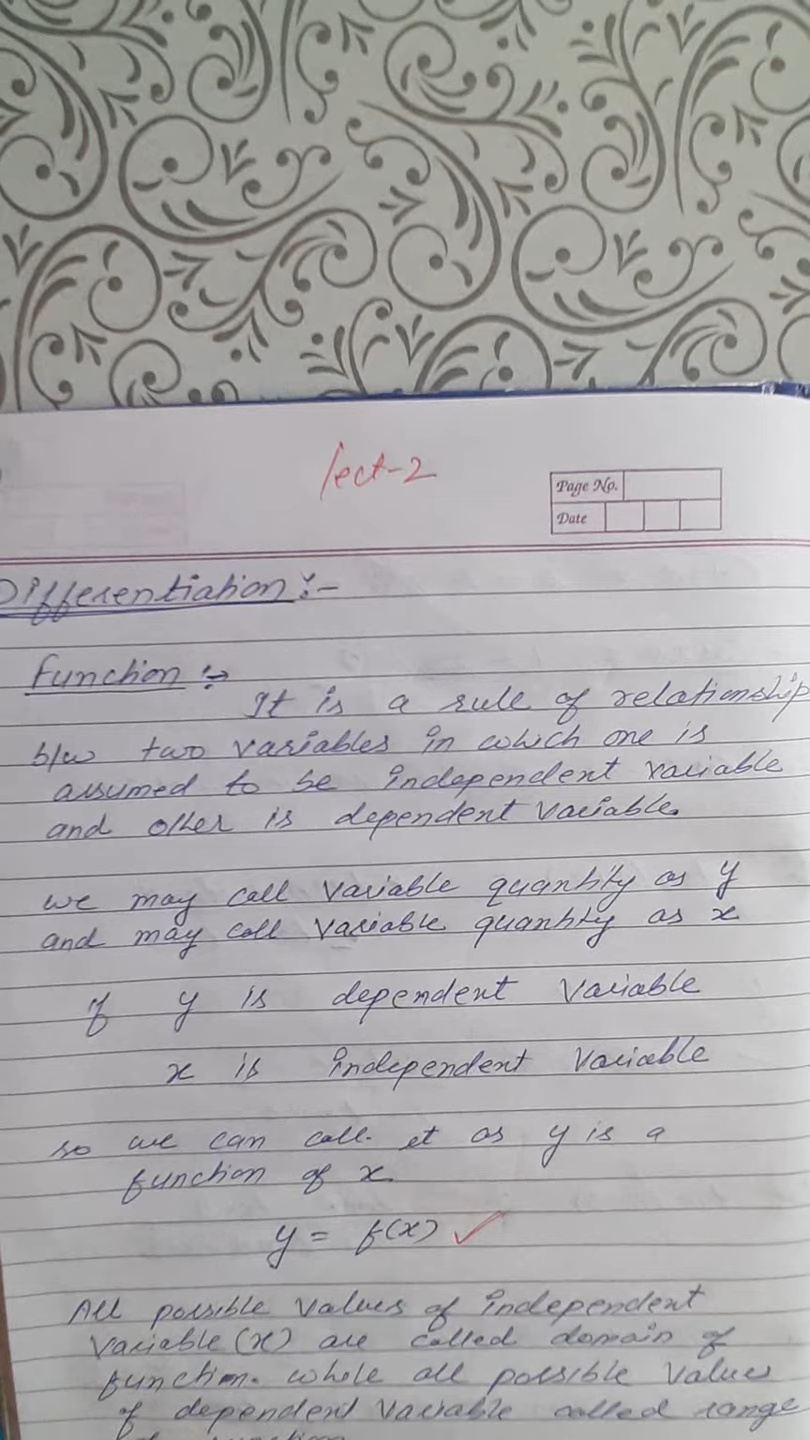 lect-2
Page No.
Date
Differentiation :-
Function :-
It is a rule of relationship
b/w two variables in which one is
assumed to be independent variable
and other is dependent variable.
we may call variable quantity as y
and may call variable quantity as x
if y is dependent variable
x is independent variable
so we can call it as y is a
function of x.
y = f(x) ✓
All possible values of independent
variable (x) are called domain of
function. whole all possible values
of dependent variable called range